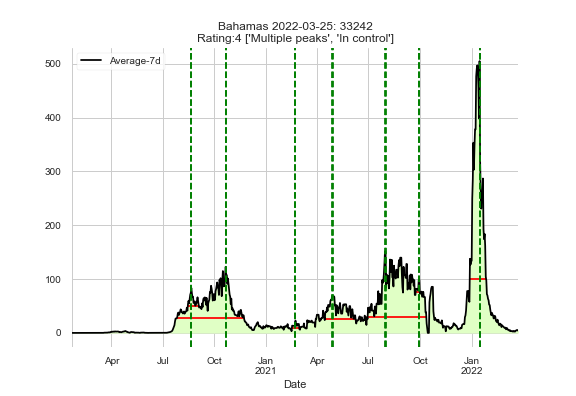 Bahamas 2022-03-25: 33242
Rating:4 ['Multiple peaks', 'In control']
Average-7d
500
400
300
200
100
0
Apr Jul Oct Jan Apr Jul Oct Jan
2021 2022
Date